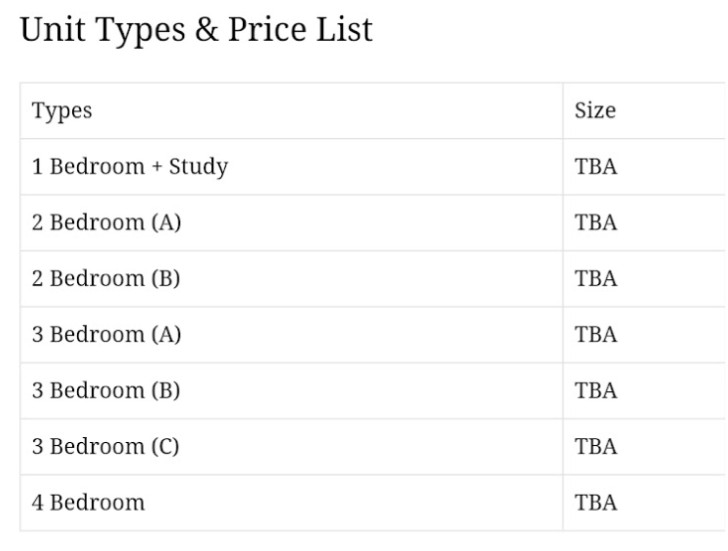 Unit Types & Price List
Types Size
1 Bedroom + Study TBA
2 Bedroom (A) TBA
2 Bedroom (B) TBA
3 Bedroom (A) TBA
3 Bedroom (B) TBA
3 Bedroom (C) TBA
4 Bedroom TBA